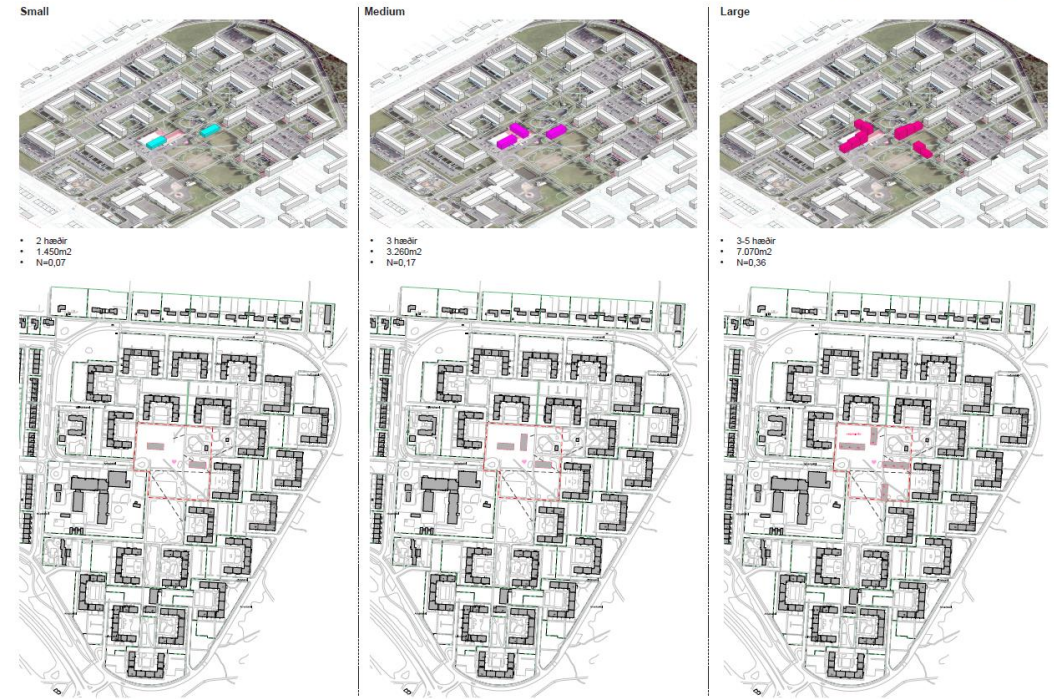 Small
• 2 hæðir
• 1.450m2
• N=0,07
Medium
• 3 hæðir
• 3.260m2
• N=0,17
Large
• 3-5 hæðir
• 7.070m2
• N=0,36